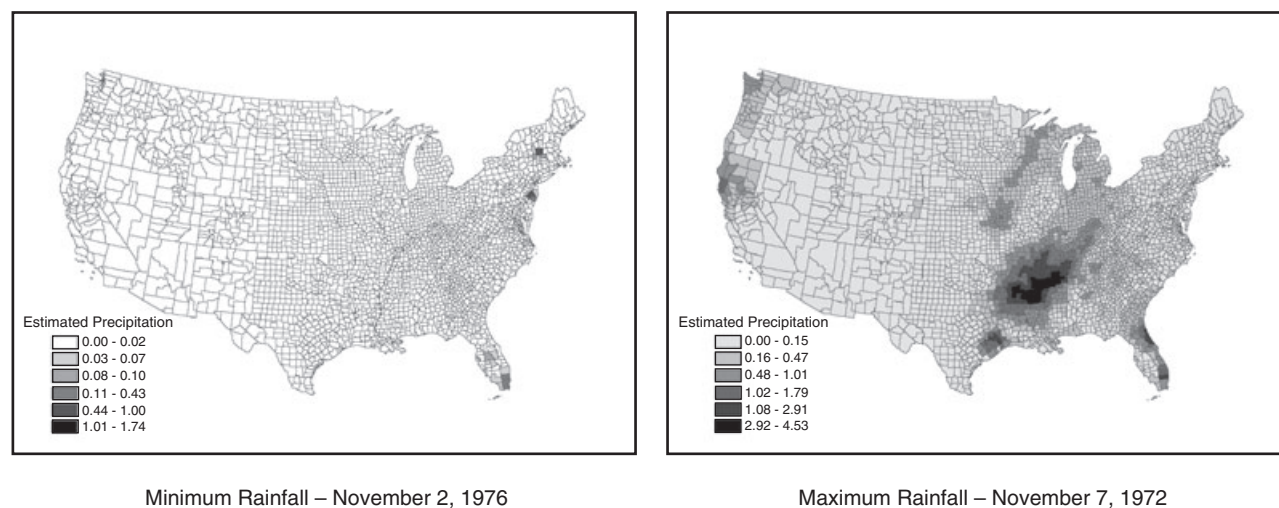 Estimated Precipitation
0.00 - 0.02
0.03 - 0.07
0.08 - 0.10
0.11 - 0.43
0.44 - 1.00
1.01 - 1.74
Minimum Rainfall – November 2, 1976
Estimated Precipitation
0.00 - 0.15
0.16 - 0.47
0.48 - 1.01
1.02 - 1.79
1.08 - 2.91
2.92 - 4.53
Maximum Rainfall – November 7, 1972